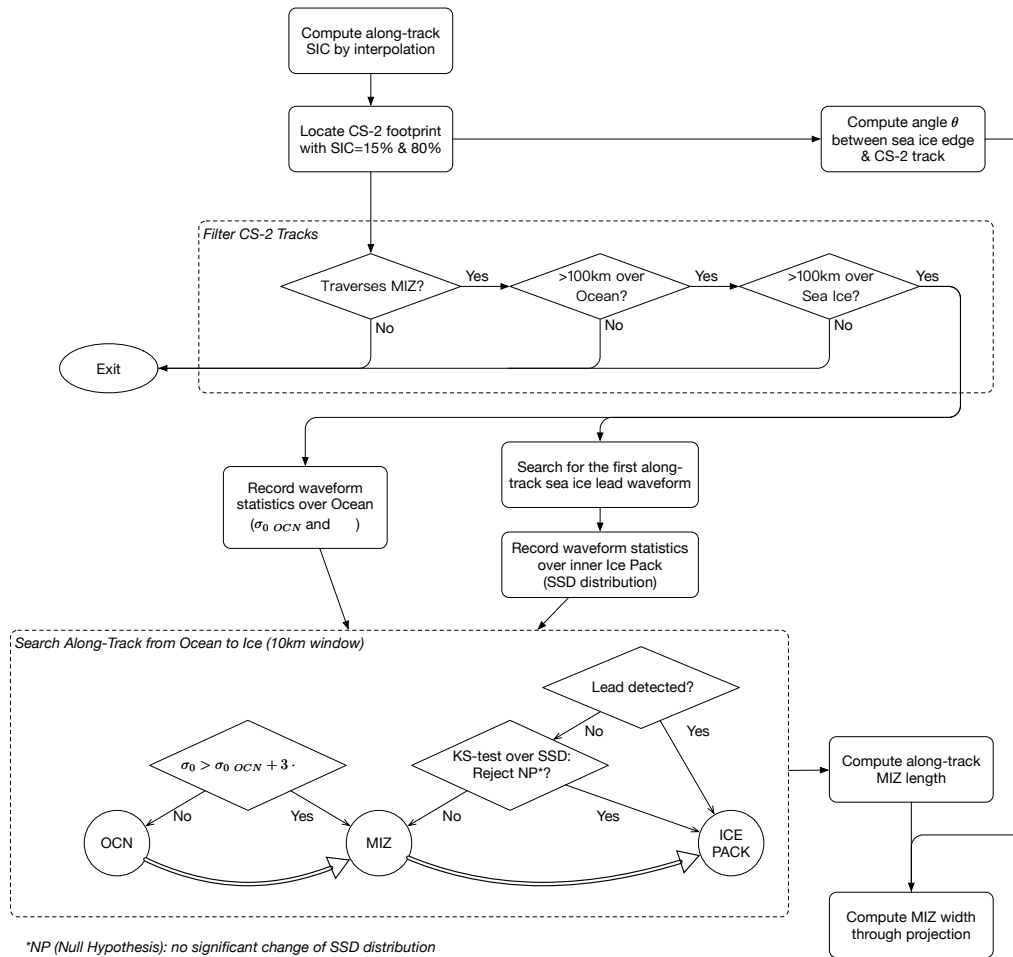 Compute along-track
SIC by interpolation
Locate CS-2 footprint
with SIC=15% & 80%
Compute angle θ
between sea ice edge
& CS-2 track
Filter CS-2 Tracks
Traverses MIZ?
Yes
No
>100km over
Ocean?
Yes
No
>100km over
Sea Ice?
Yes
No
Exit
Record waveform
statistics over Ocean
(σ₀ OCN and )
Search for the first along-
track sea ice lead waveform
Record waveform statistics
over inner Ice Pack
(SSD distribution)
Search Along-Track from Ocean to Ice (10km window)
Lead detected?
No
Yes
σ₀ > σ₀ OCN + 3 ·
No
Yes
KS-test over SSD:
Reject NP*?
No
Yes
OCN
MIZ
ICE
PACK
Compute along-track
MIZ length
Compute MIZ width
through projection
*NP (Null Hypothesis): no significant change of SSD distribution